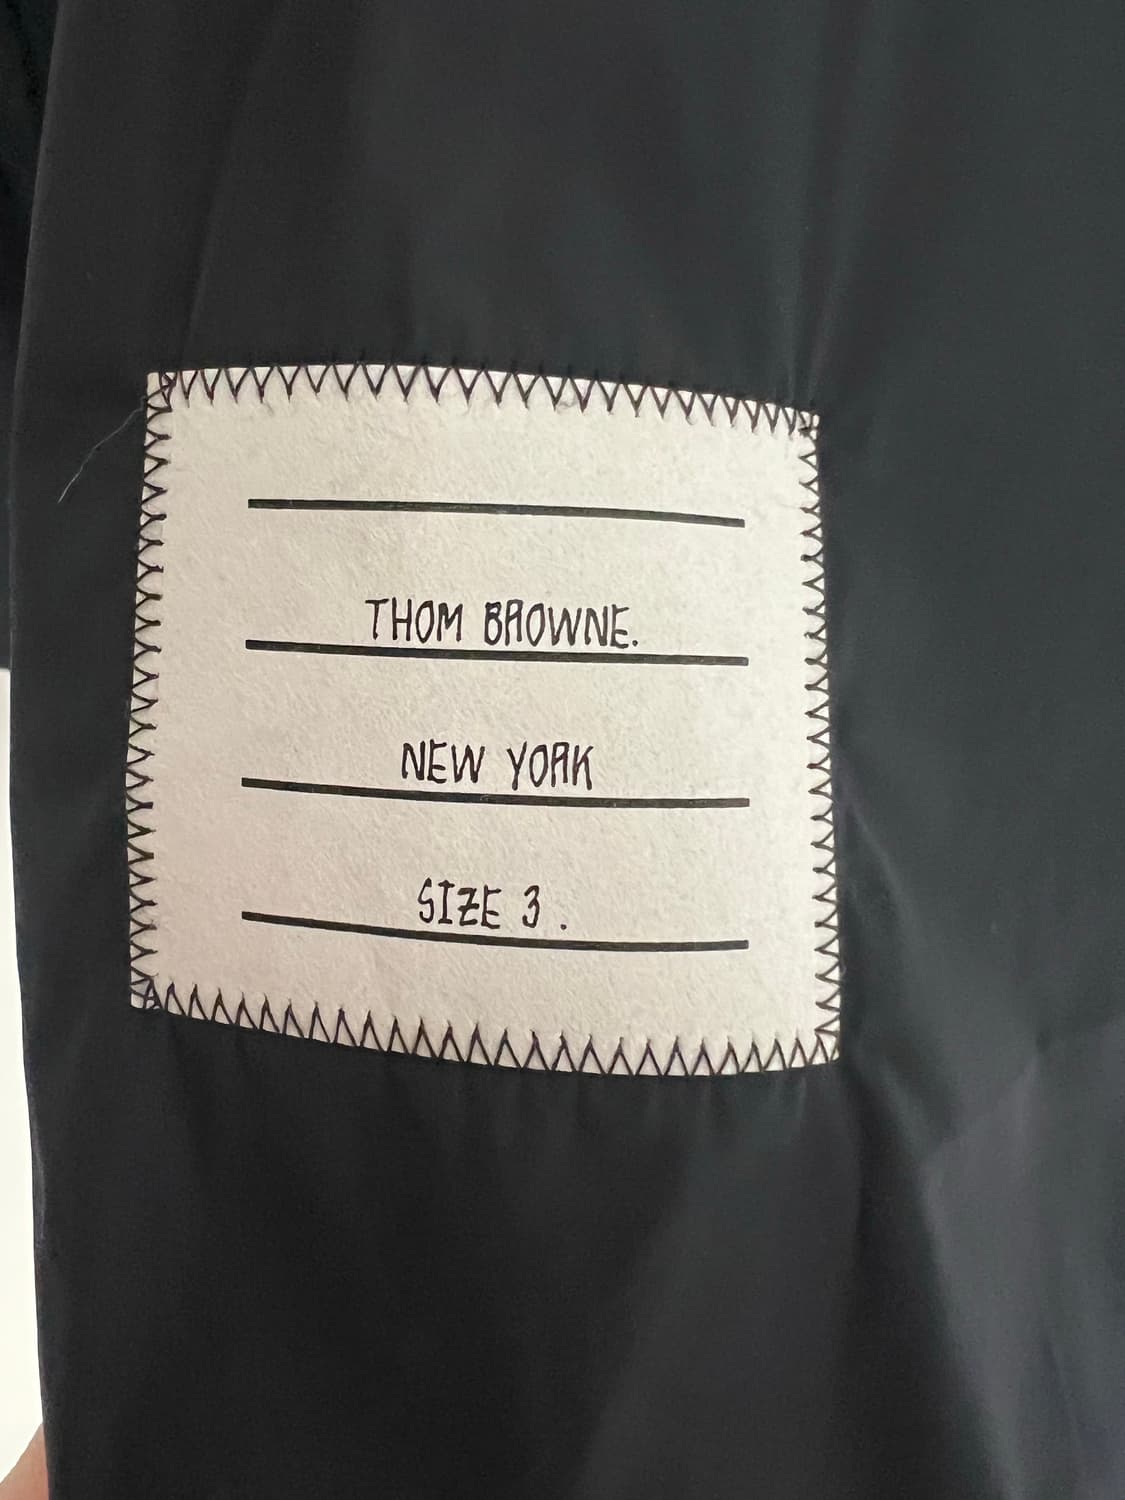 THOM BROWNE.
NEW YORK
SIZE 3 .